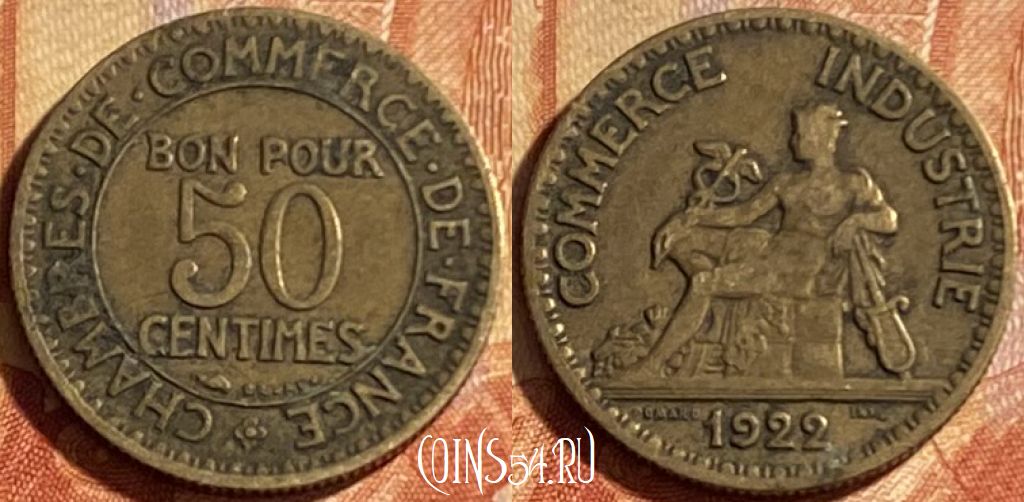 CHAMBRES·DE·COMMERCE·DE·FRANCE
BON POUR
50
CENTIMES
COMMERCE INDUSTRIE
1922
COINS54.RU